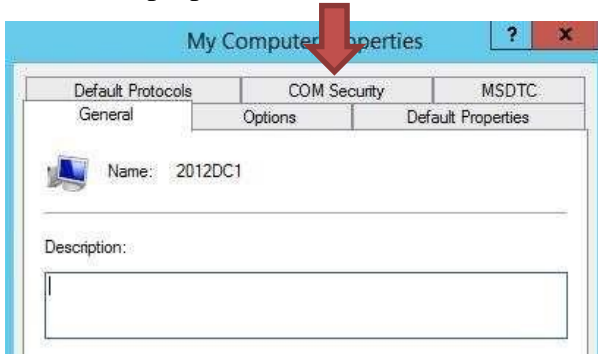 My Computer Properties ? x
Default Protocols COM Security MSDTC
General Options Default Properties
Name: 2012DC1
Description: